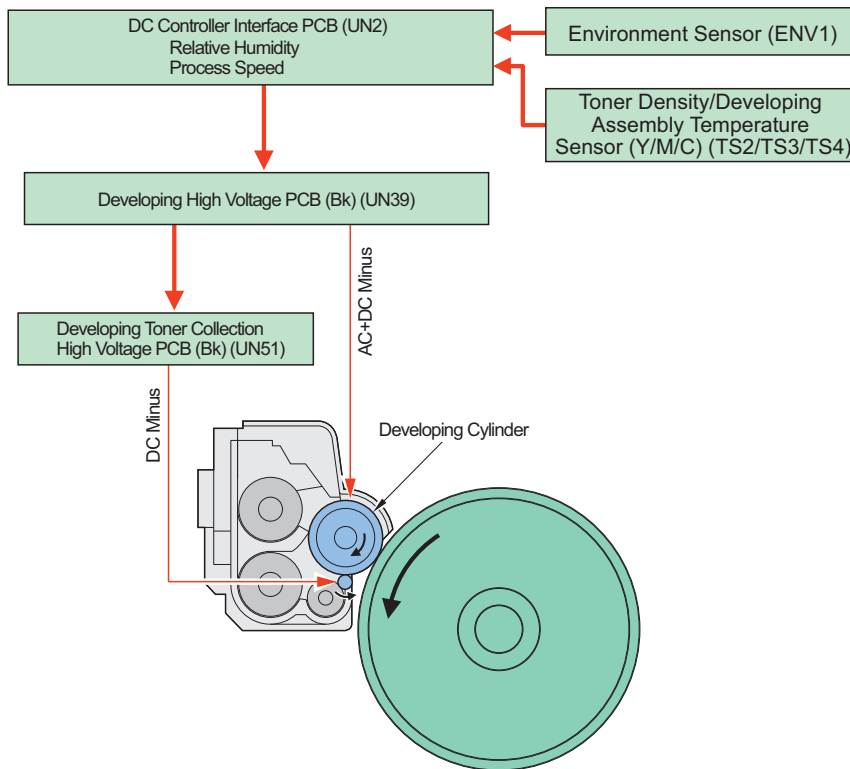 DC Controller Interface PCB (UN2)
Relative Humidity
Process Speed
Environment Sensor (ENV1)
Toner Density/Developing
Assembly Temperature
Sensor (Y/M/C) (TS2/TS3/TS4)
Developing High Voltage PCB (Bk) (UN39)
AC+DC Minus
Developing Toner Collection
High Voltage PCB (Bk) (UN51)
DC Minus
Developing Cylinder